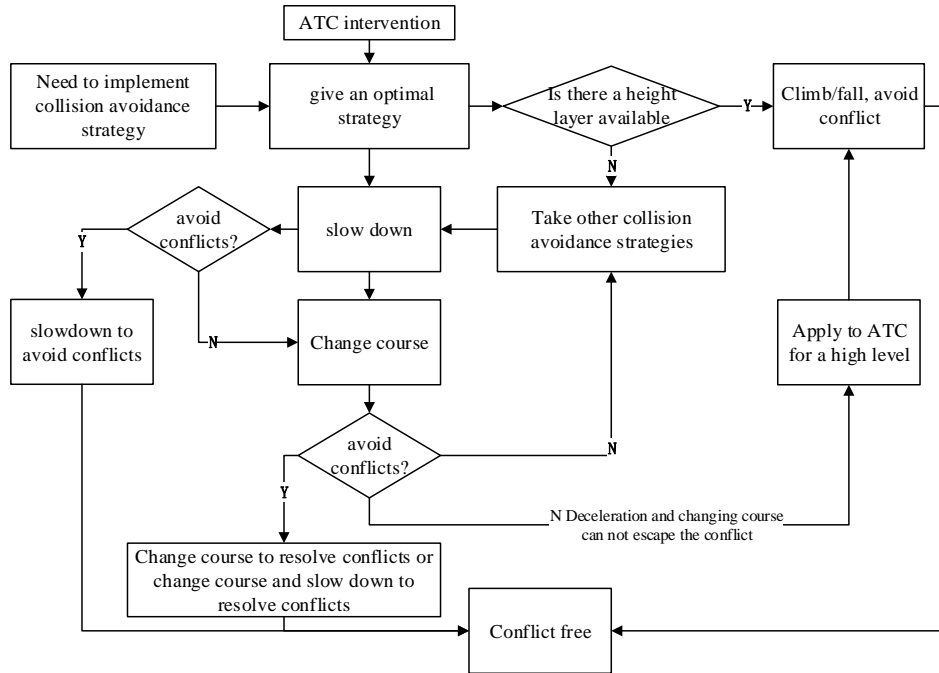 ATC intervention
Need to implement
collision avoidance
strategy
give an optimal
strategy
Is there a height
layer available
Y
Climb/fall, avoid
conflict
N
avoid
conflicts?
slow down
Take other collision
avoidance strategies
Y
slowdown to
avoid conflicts
N
Change course
Apply to ATC
for a high level
avoid
conflicts?
N
Y
N Deceleration and changing course
can not escape the conflict
Change course to resolve conflicts or
change course and slow down to
resolve conflicts
Conflict free